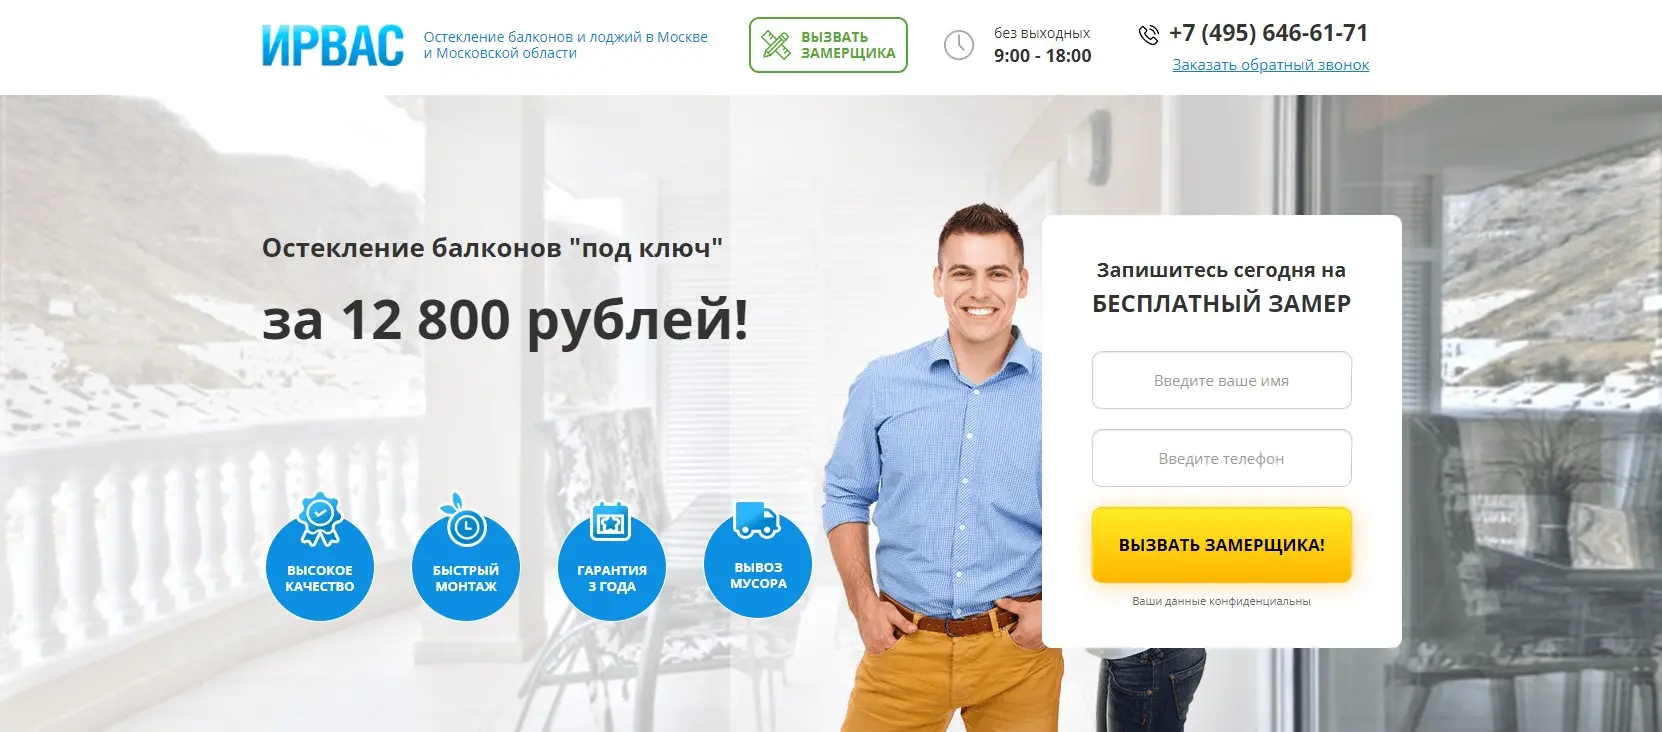 ИРВАС
Остекление балконов и лоджий в Москве
и Московской области
ВЫЗВАТЬ
ЗАМЕРЩИКА
без выходных
9:00 - 18:00
+7 (495) 646-61-71
Заказать обратный звонок
Остекление балконов "под ключ"
за 12 800 рублей!
ВЫСОКОЕ
КАЧЕСТВО
БЫСТРЫЙ
МОНТАЖ
ГАРАНТИЯ
3 ГОДА
ВЫВОЗ
МУСОРА
Запишитесь сегодня на
БЕСПЛАТНЫЙ ЗАМЕР
Введите ваше имя
Введите телефон
ВЫЗВАТЬ ЗАМЕРЩИКА!
Ваши данные конфиденциальны